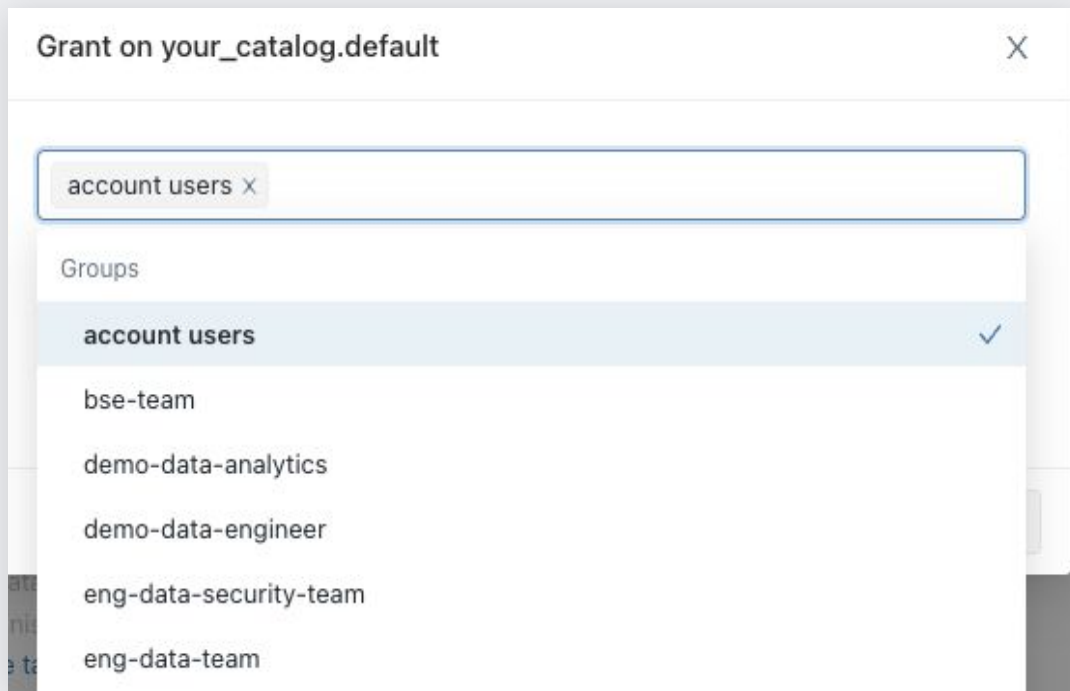 Grant on your_catalog.default X
account users X
Groups
account users
bse-team
demo-data-analytics
demo-data-engineer
eng-data-security-team
eng-data-team